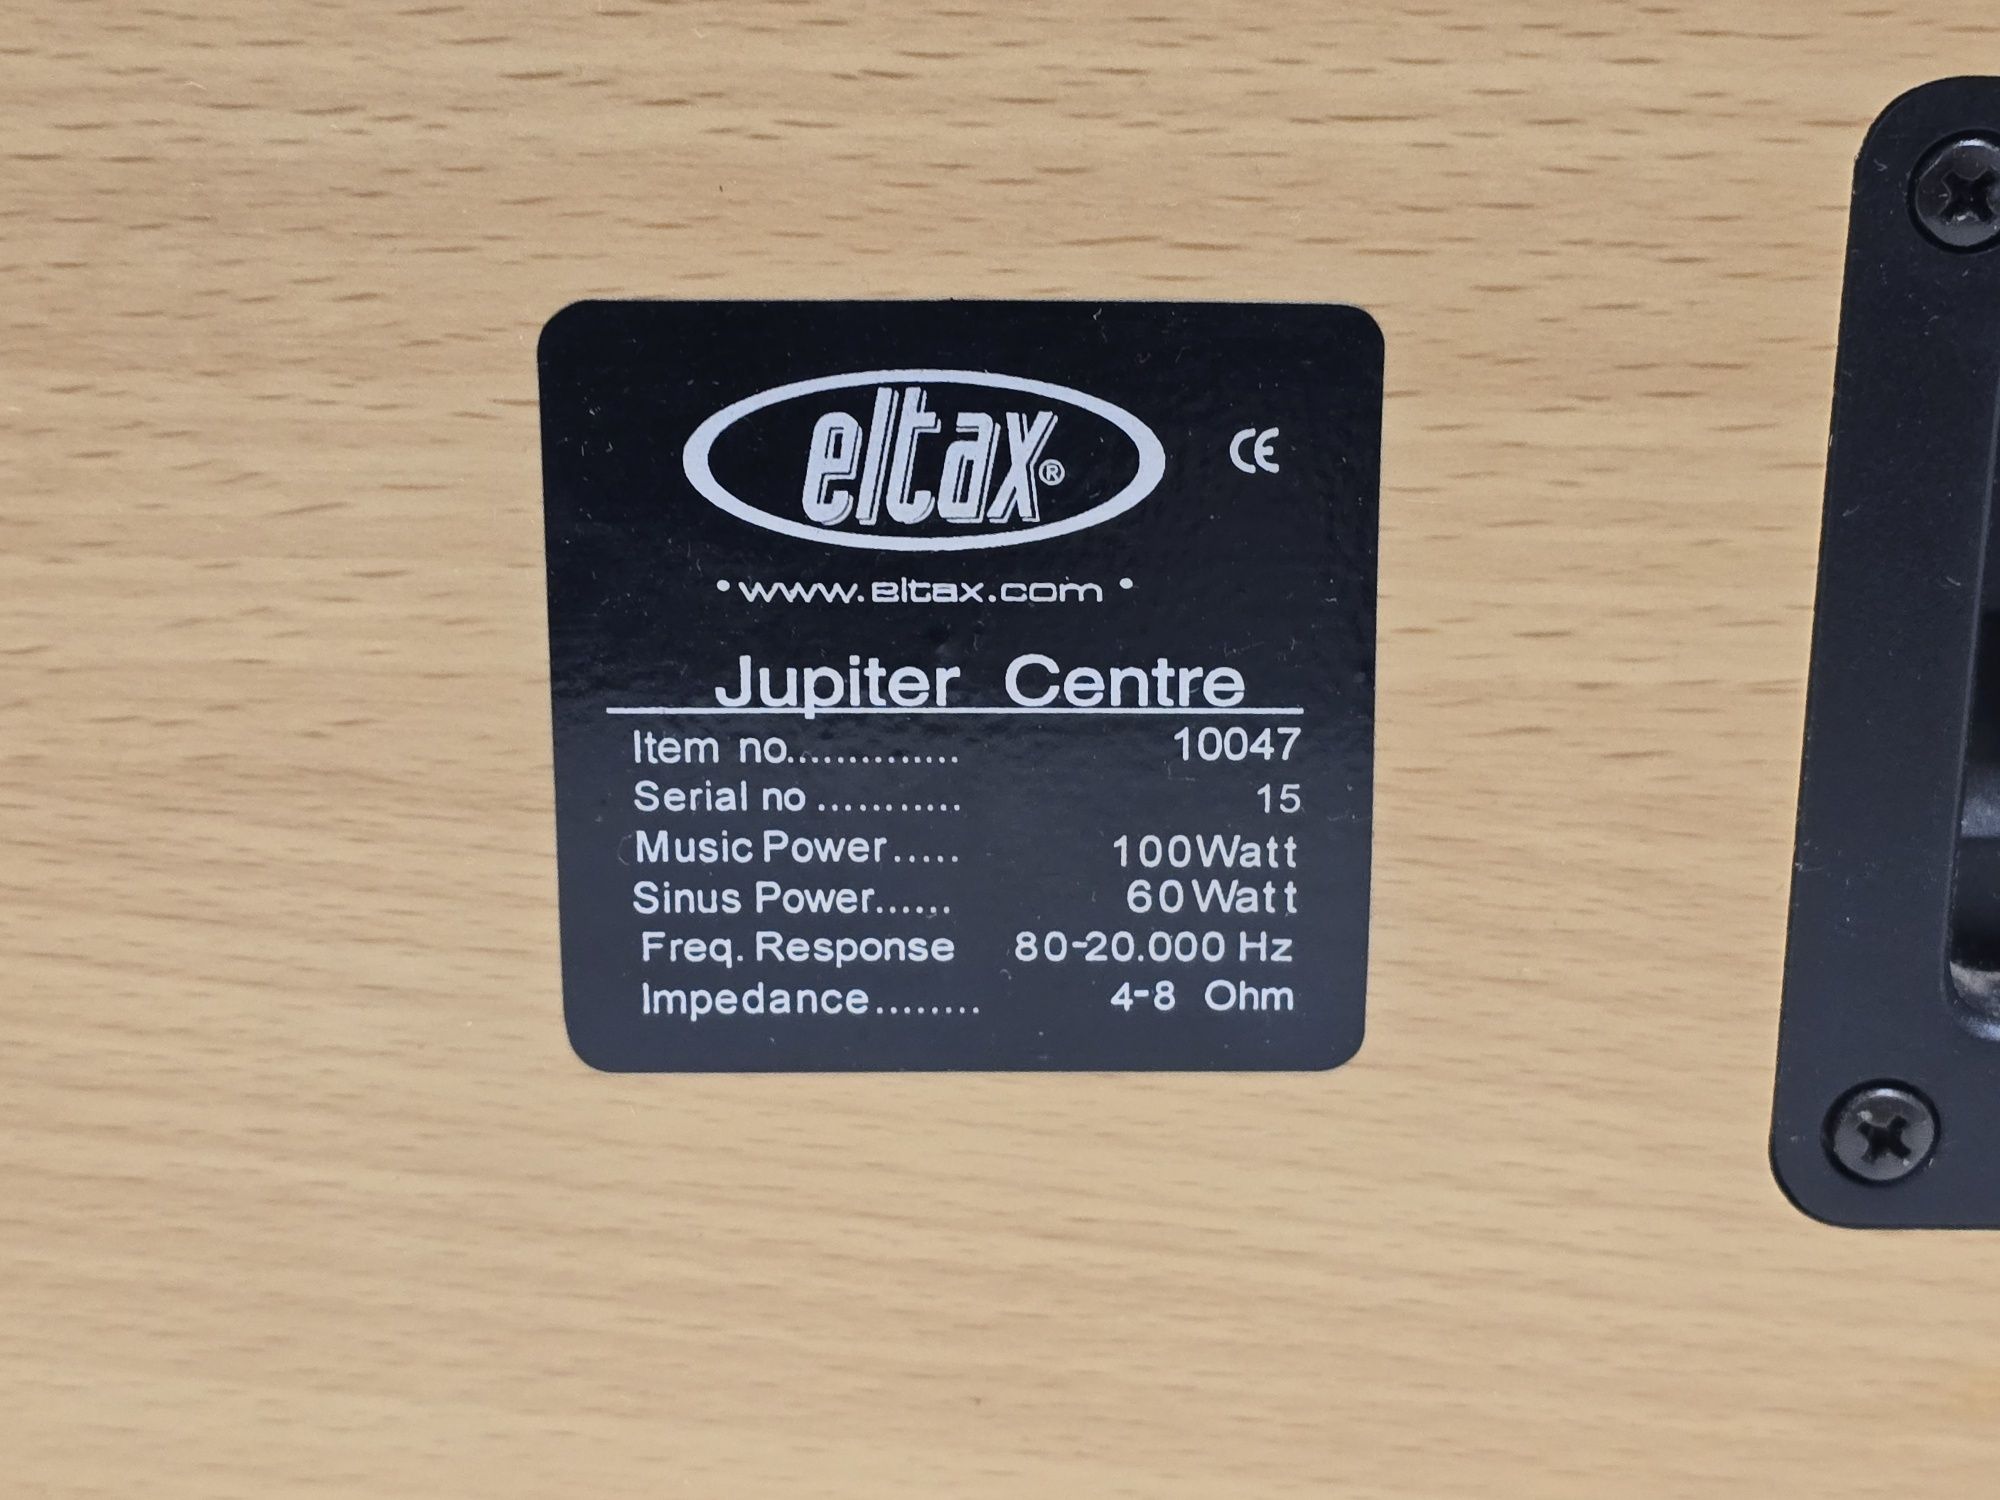 eltax®
CE
•www.eltax.com•
Jupiter Centre
Item no.............. 10047
Serial no ........... 15
Music Power..... 100Watt
Sinus Power...... 60Watt
Freq. Response 80-20.000 Hz
Impedance........ 4-8 Ohm